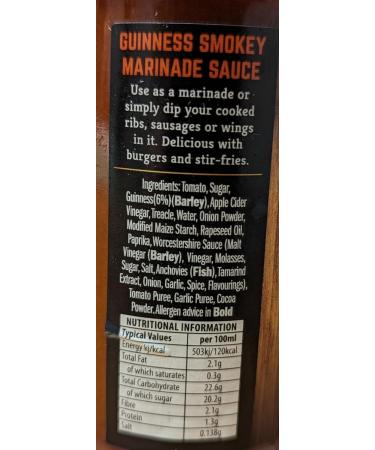 GUINNESS SMOKEY
MARINADE SAUCE
Use as a marinade or
simply dip your cooked
ribs, sausages or wings
in it. Delicious with
burgers and stir-fries.
Ingredients: Tomato, Sugar,
Guinness(6%)(Barley), Apple Cider
Vinegar, Treacle, Water, Onion Powder,
Modified Maize Starch, Rapeseed Oil,
Paprika, Worcestershire Sauce (Malt
Vinegar (Barley), Vinegar, Molasses,
Sugar, Salt, Anchovies (Fish), Tamarind
Extract, Onion, Garlic, Spice, Flavourings),
Tomato Puree, Garlic Puree, Cocoa
Powder. Allergen advice in Bold
NUTRITIONAL INFORMATION
Typical Values per 100ml
Energy kj/kcal 503kj/120kcal
Total Fat 2.1g
of which saturates 0.3g
Total Carbohydrate 22.6g
of which sugar 20.2g
Fibre 2.1g
Protein 1.3g
Salt 0.138g